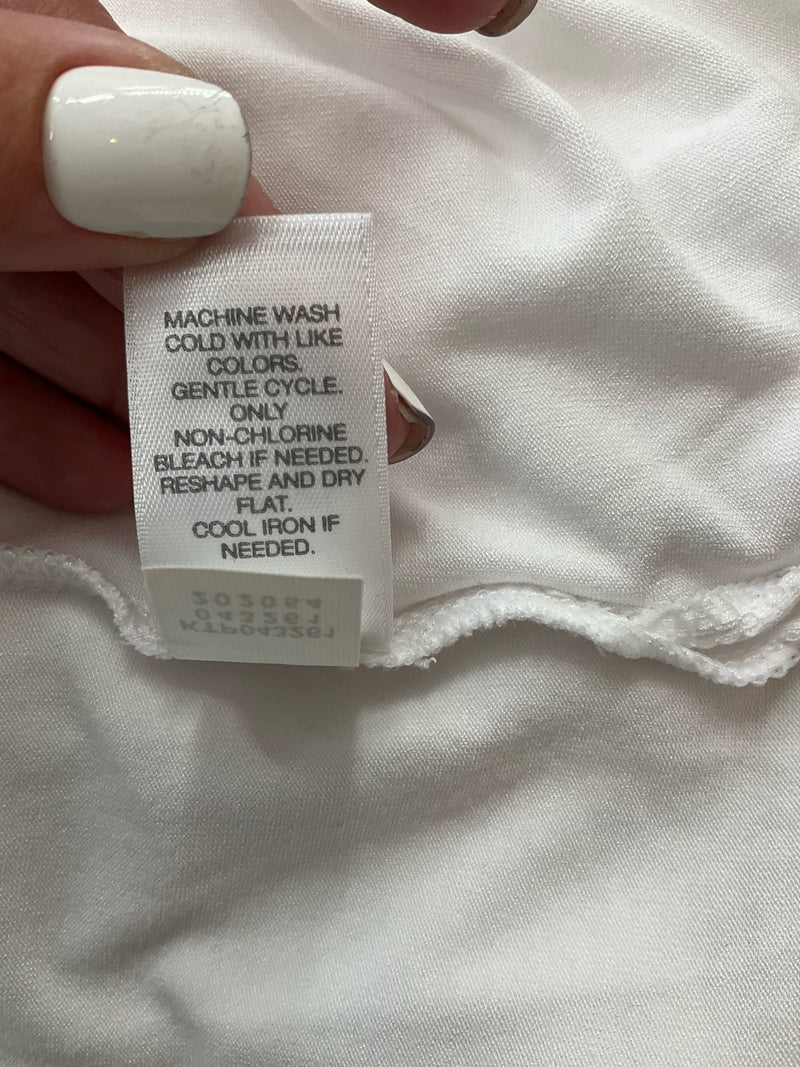 MACHINE WASH
COLD WITH LIKE
COLORS.
GENTLE CYCLE.
ONLY
NON-CHLORINE
BLEACH IF NEEDED.
RESHAPE AND DRY
FLAT.
COOL IRON IF
NEEDED.